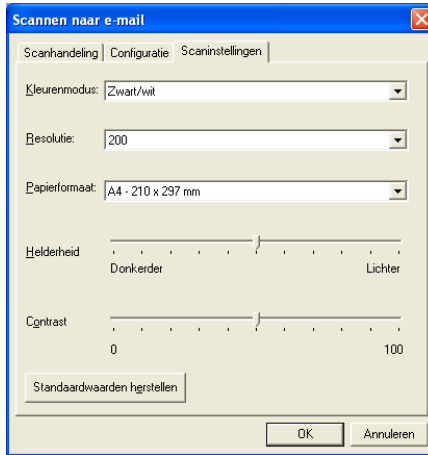 Scannen naar e-mail
Scanhandeling Configuratie Scaninstellingen
Kleurenmodus: Zwart/wit
Resolutie: 200
Papierformaat: A4 - 210 x 297 mm
Helderheid
Donkerder Lichter
Contrast
0 100
Standaardwaarden herstellen
OK Annuleren